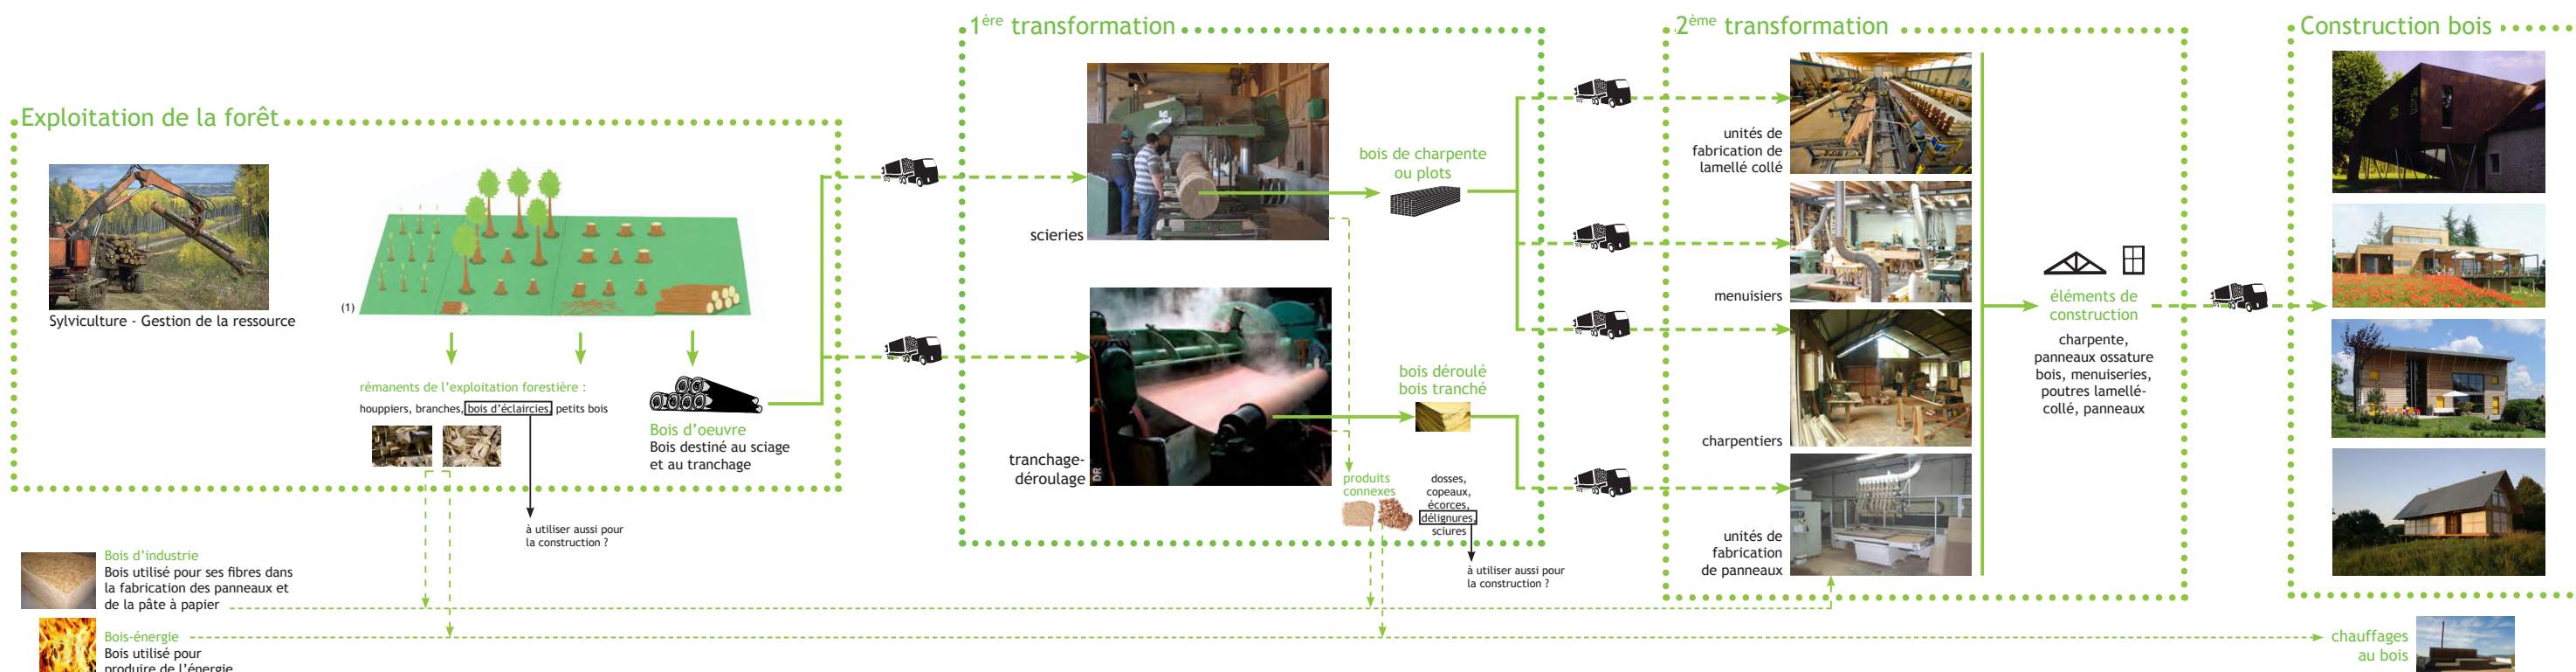 Exploitation de la forêt
Sylviculture - Gestion de la ressource
(1)
rémanents de l'exploitation forestière :
houppiers, branches, bois d'éclaircies, petits bois
à utiliser aussi pour
la construction ?
Bois d'oeuvre
Bois destiné au sciage
et au tranchage
1ère transformation
scieries
bois de charpente
ou plots
tranchage-
déroulage
DR
bois déroulé
bois tranché
produits
connexes
dosses,
copeaux,
écorces,
délignures,
sciures
à utiliser aussi pour
la construction ?
2ème transformation
unités de
fabrication de
lamellé collé
menuisiers
charpentiers
unités de
fabrication
de panneaux
éléments de
construction
charpente,
panneaux ossature
bois, menuiseries,
poutres lamellé-
collé, panneaux
Construction bois
Bois d'industrie
Bois utilisé pour ses fibres dans
la fabrication des panneaux et
de la pâte à papier
Bois-énergie
Bois utilisé pour
produire de l'énergie
chauffages
au bois